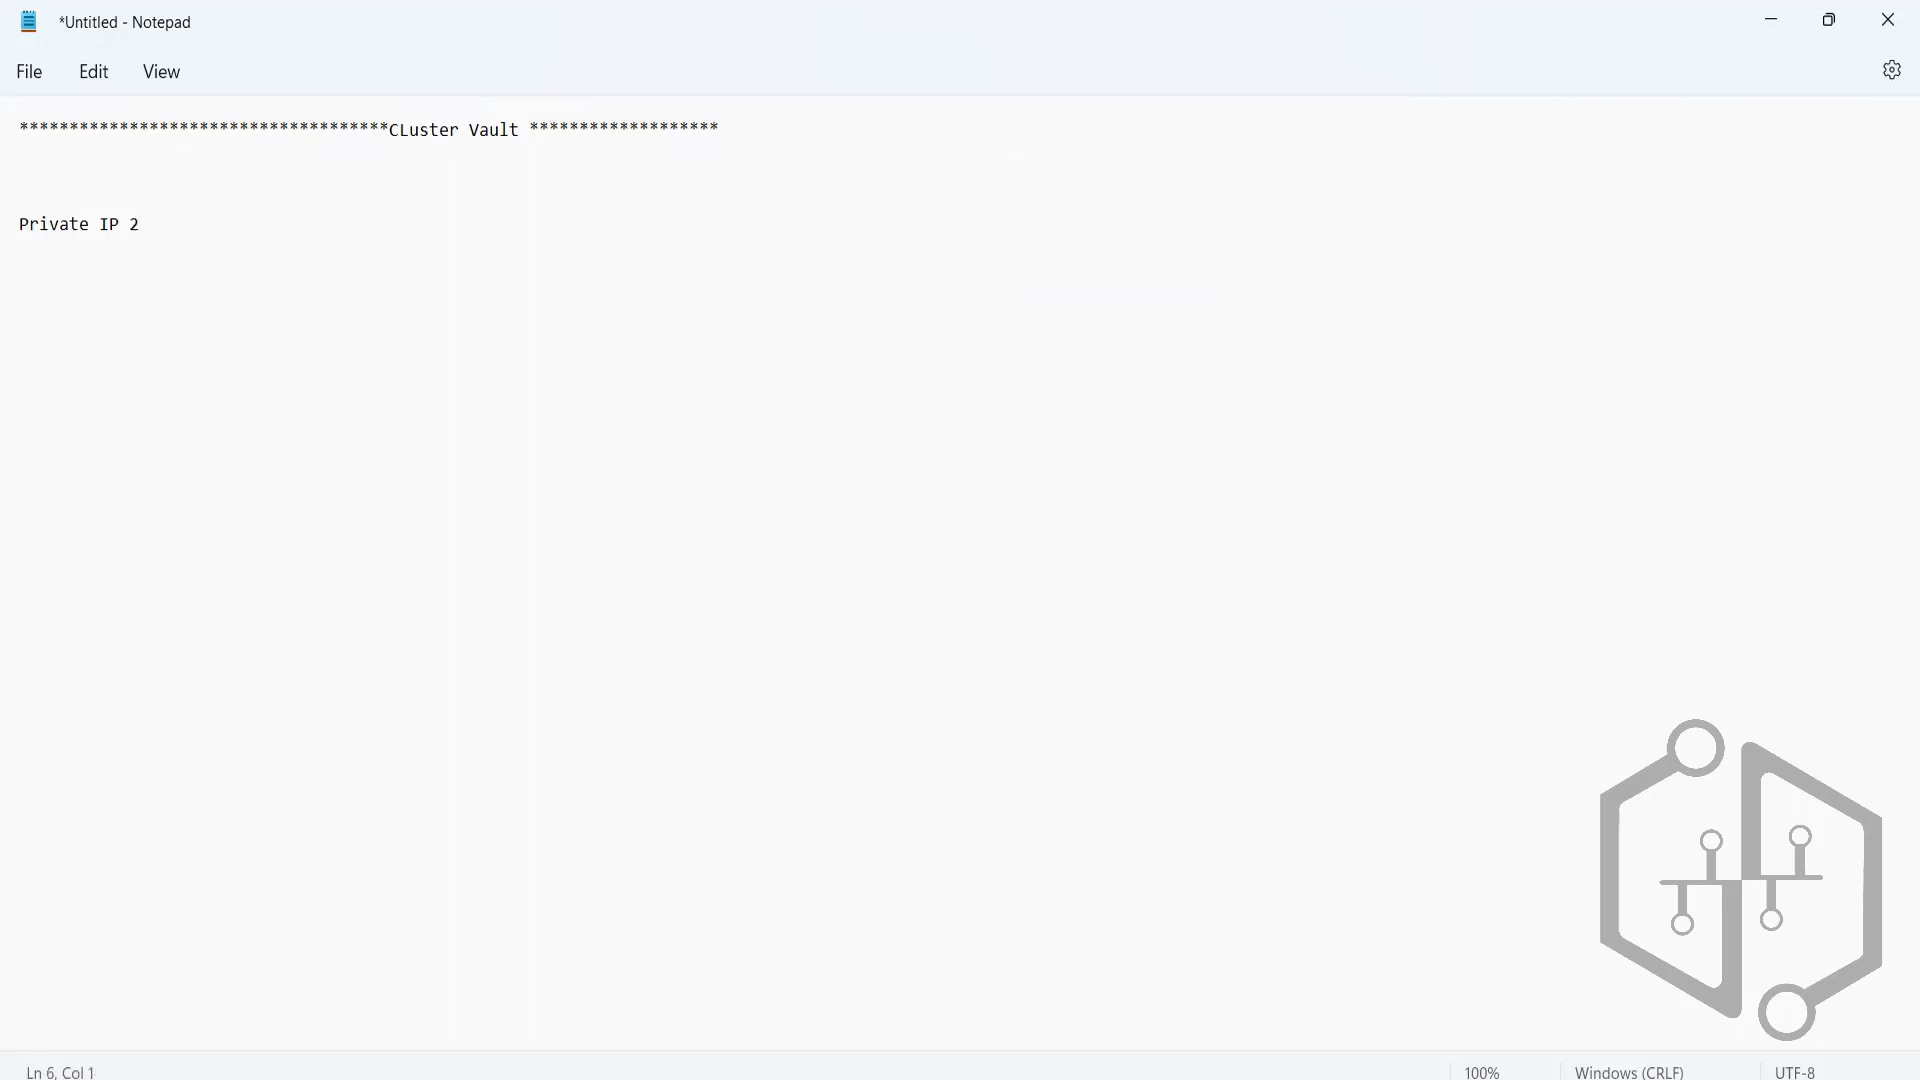 *Untitled - Notepad
File Edit View
*************************************CLuster Vault *******************
Private IP 2
Ln 6, Col 1 100% Windows (CRLF) UTF-8